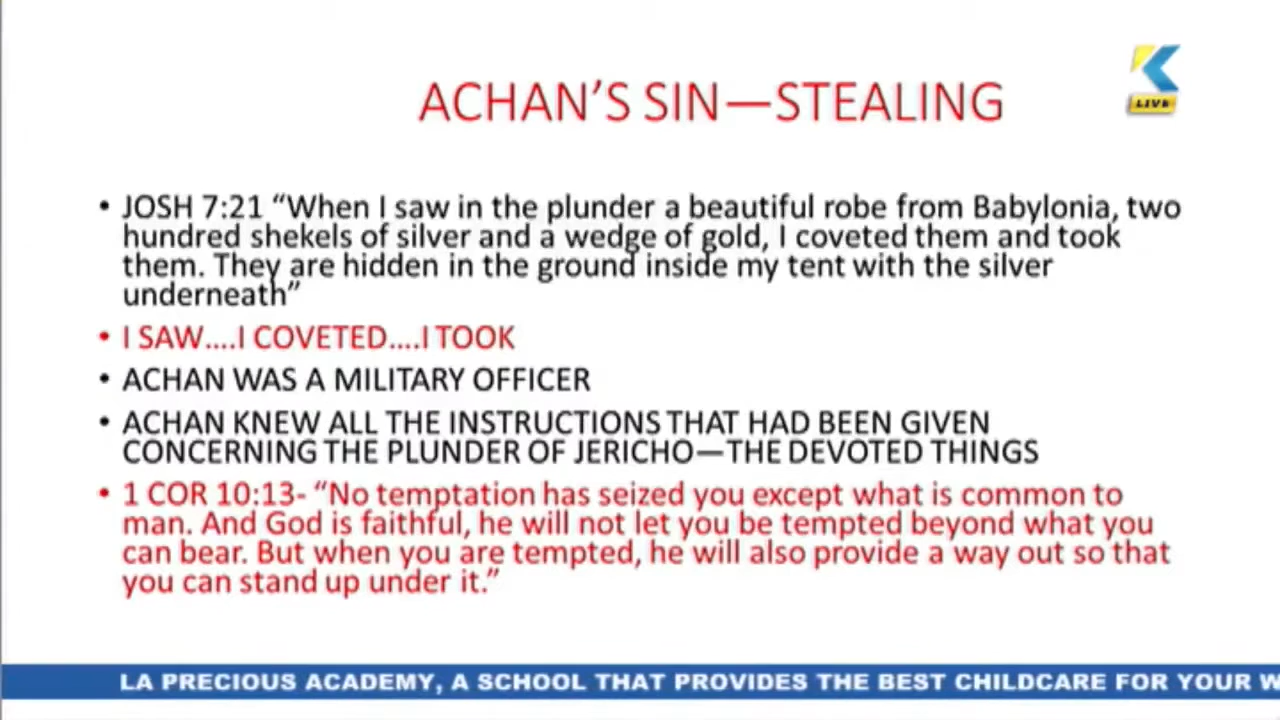 ACHAN'S SIN—STEALING
LIVE
• JOSH 7:21 “When I saw in the plunder a beautiful robe from Babylonia, two
hundred shekels of silver and a wedge of gold, I coveted them and took
them. They are hidden in the ground inside my tent with the silver
underneath”
• I SAW....I COVETED....I TOOK
• ACHAN WAS A MILITARY OFFICER
• ACHAN KNEW ALL THE INSTRUCTIONS THAT HAD BEEN GIVEN
CONCERNING THE PLUNDER OF JERICHO—THE DEVOTED THINGS
• 1 COR 10:13- “No temptation has seized you except what is common to
man. And God is faithful, he will not let you be tempted beyond what you
can bear. But when you are tempted, he will also provide a way out so that
you can stand up under it.”
LA PRECIOUS ACADEMY, A SCHOOL THAT PROVIDES THE BEST CHILDCARE FOR YOUR W